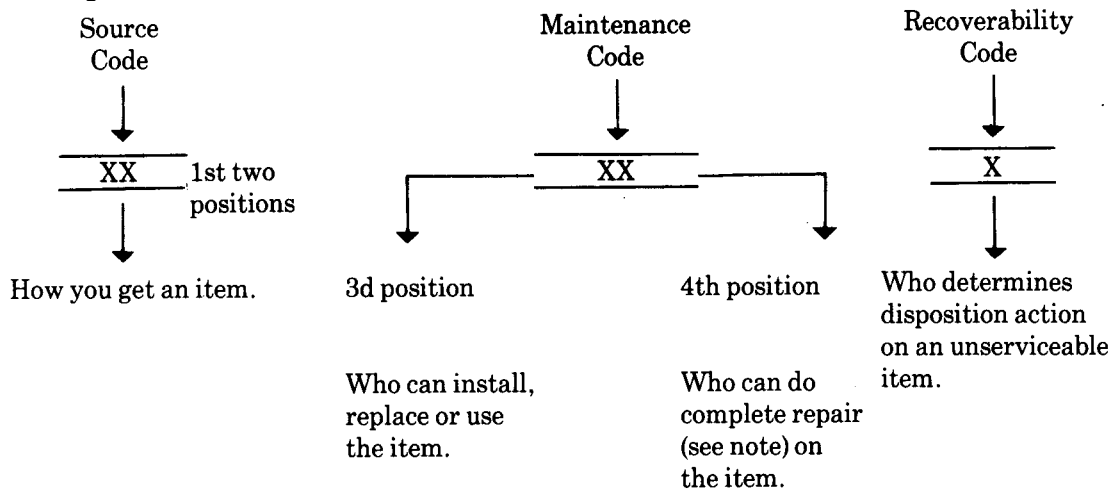 Source
Code
Maintenance
Code
Recoverability
Code
XX
1st two
positions
XX
X
How you get an item.
3d position
4th position
Who determines
disposition action
on an unserviceable
item.
Who can install,
replace or use
the item.
Who can do
complete repair
(see note) on
the item.